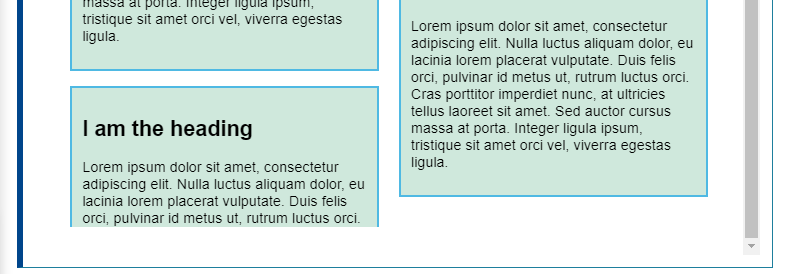 massa at porta. Integer ligula ipsum,
tristique sit amet orci vel, viverra egestas
ligula.
I am the heading
Lorem ipsum dolor sit amet, consectetur
adipiscing elit. Nulla luctus aliquam dolor, eu
lacinia lorem placerat vulputate. Duis felis
orci, pulvinar id metus ut, rutrum luctus orci.
Lorem ipsum dolor sit amet, consectetur
adipiscing elit. Nulla luctus aliquam dolor, eu
lacinia lorem placerat vulputate. Duis felis
orci, pulvinar id metus ut, rutrum luctus orci.
Cras porttitor imperdiet nunc, at ultricies
tellus laoreet sit amet. Sed auctor cursus
massa at porta. Integer ligula ipsum,
tristique sit amet orci vel, viverra egestas
ligula.